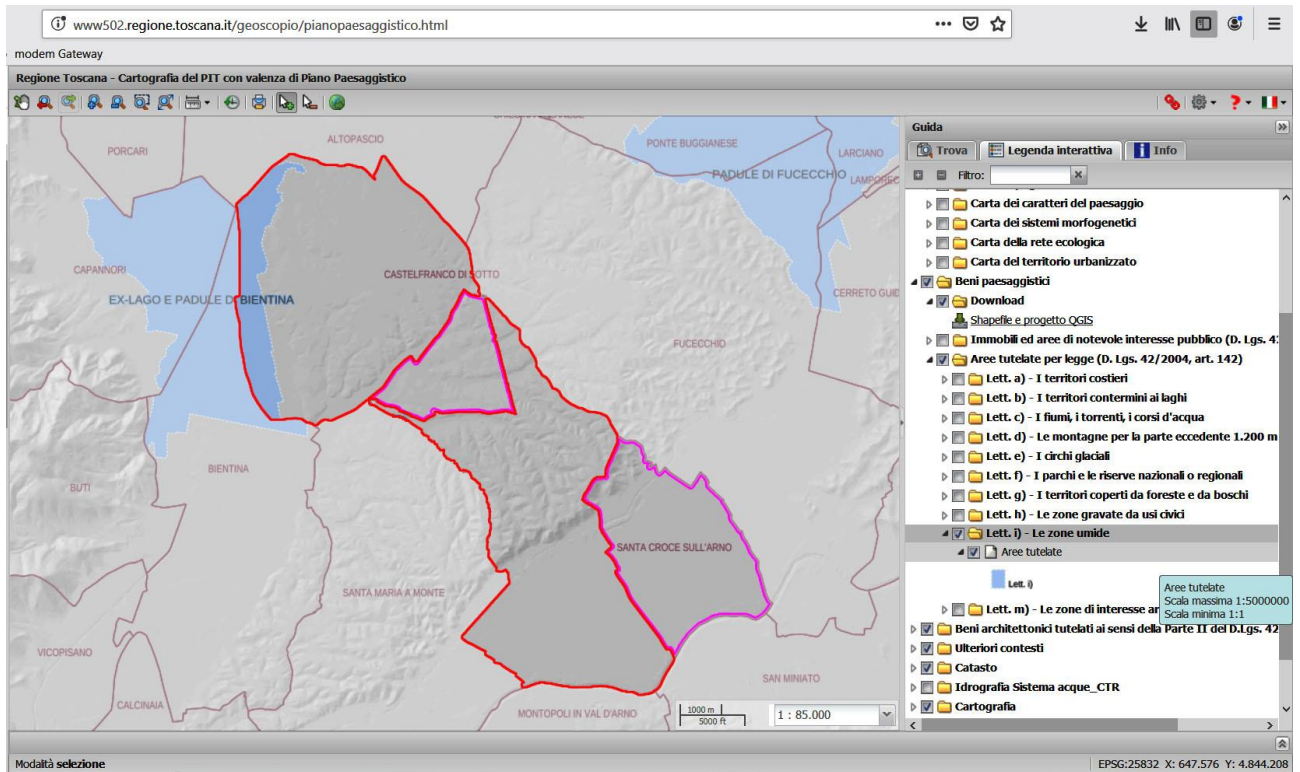 www502.regione.toscana.it/geoscopio/pianopaesaggistico.html
modem Gateway
Regione Toscana - Cartografia del PIT con valenza di Piano Paesaggistico
PORCARI
ALTOPASCIO
PONTE BUGGIANESE
LARCIANO
PADULE DI FUCECCHIO
CAPANNORI
CASTELFRANCO DI SOTTO
EX-LAGO E PADULE DI BIENTINA
CERRETO GUID
FUCECCHIO
BIENTINA
BUTI
SANTA CROCE SULL'ARNO
SANTA MARIA A MONTE
VICOPISANO
SAN MINIATO
CALCINAIA
MONTOPOLI IN VAL D'ARNO
1000 m
5000 ft
1 : 85.000
Guida
Trova
Legenda interattiva
Info
Filtro:
Carta dei caratteri del paesaggio
Carta dei sistemi morfogenetici
Carta della rete ecologica
Carta del territorio urbanizzato
Beni paesaggistici
Download
Shapefile e progetto QGIS
Immobili ed aree di notevole interesse pubblico (D. Lgs. 42
Aree tutelate per legge (D. Lgs. 42/2004, art. 142)
Lett. a) - I territori costieri
Lett. b) - I territori contermini ai laghi
Lett. c) - I fiumi, i torrenti, i corsi d'acqua
Lett. d) - Le montagne per la parte eccedente 1.200 m
Lett. e) - I circhi glaciali
Lett. f) - I parchi e le riserve nazionali o regionali
Lett. g) - I territori coperti da foreste e da boschi
Lett. h) - Le zone gravate da usi civici
Lett. i) - Le zone umide
Aree tutelate
Lett. i)
Aree tutelate
Scala massima 1:5000000
Scala minima 1:1
Lett. m) - Le zone di interesse ar
Beni architettonici tutelati ai sensi della Parte II del D.Lgs. 42
Ulteriori contesti
Catasto
Idrografia Sistema acque_CTR
Cartografia
Modalità selezione
EPSG:25832 X: 647.576 Y: 4.844.208